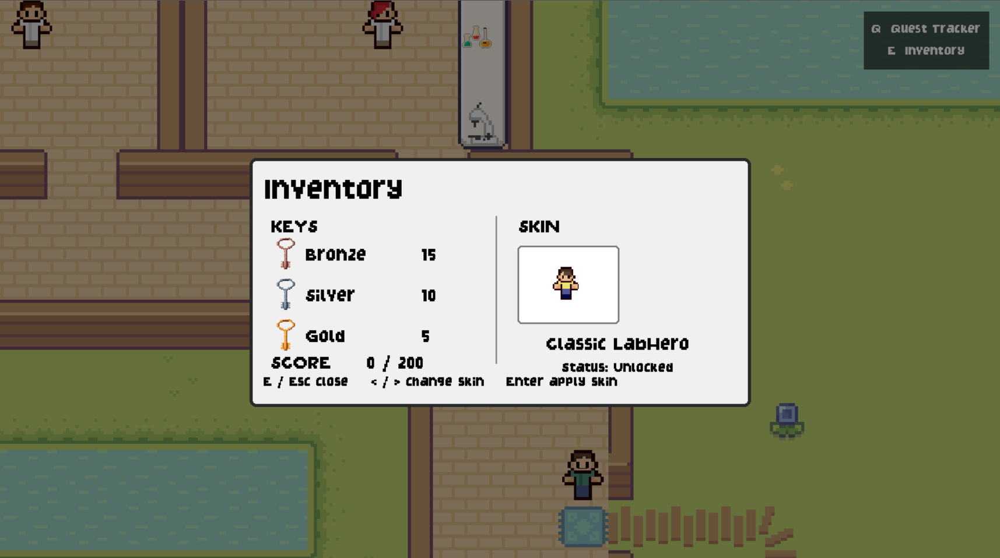 Q Quest Tracker
E Inventory
Inventory
KEYS
Bronze 15
Silver 10
Gold 5
SCORE 0 / 200
SKIN
Classic LabHero
Status: Unlocked
E / Esc close < / > change skin Enter apply skin